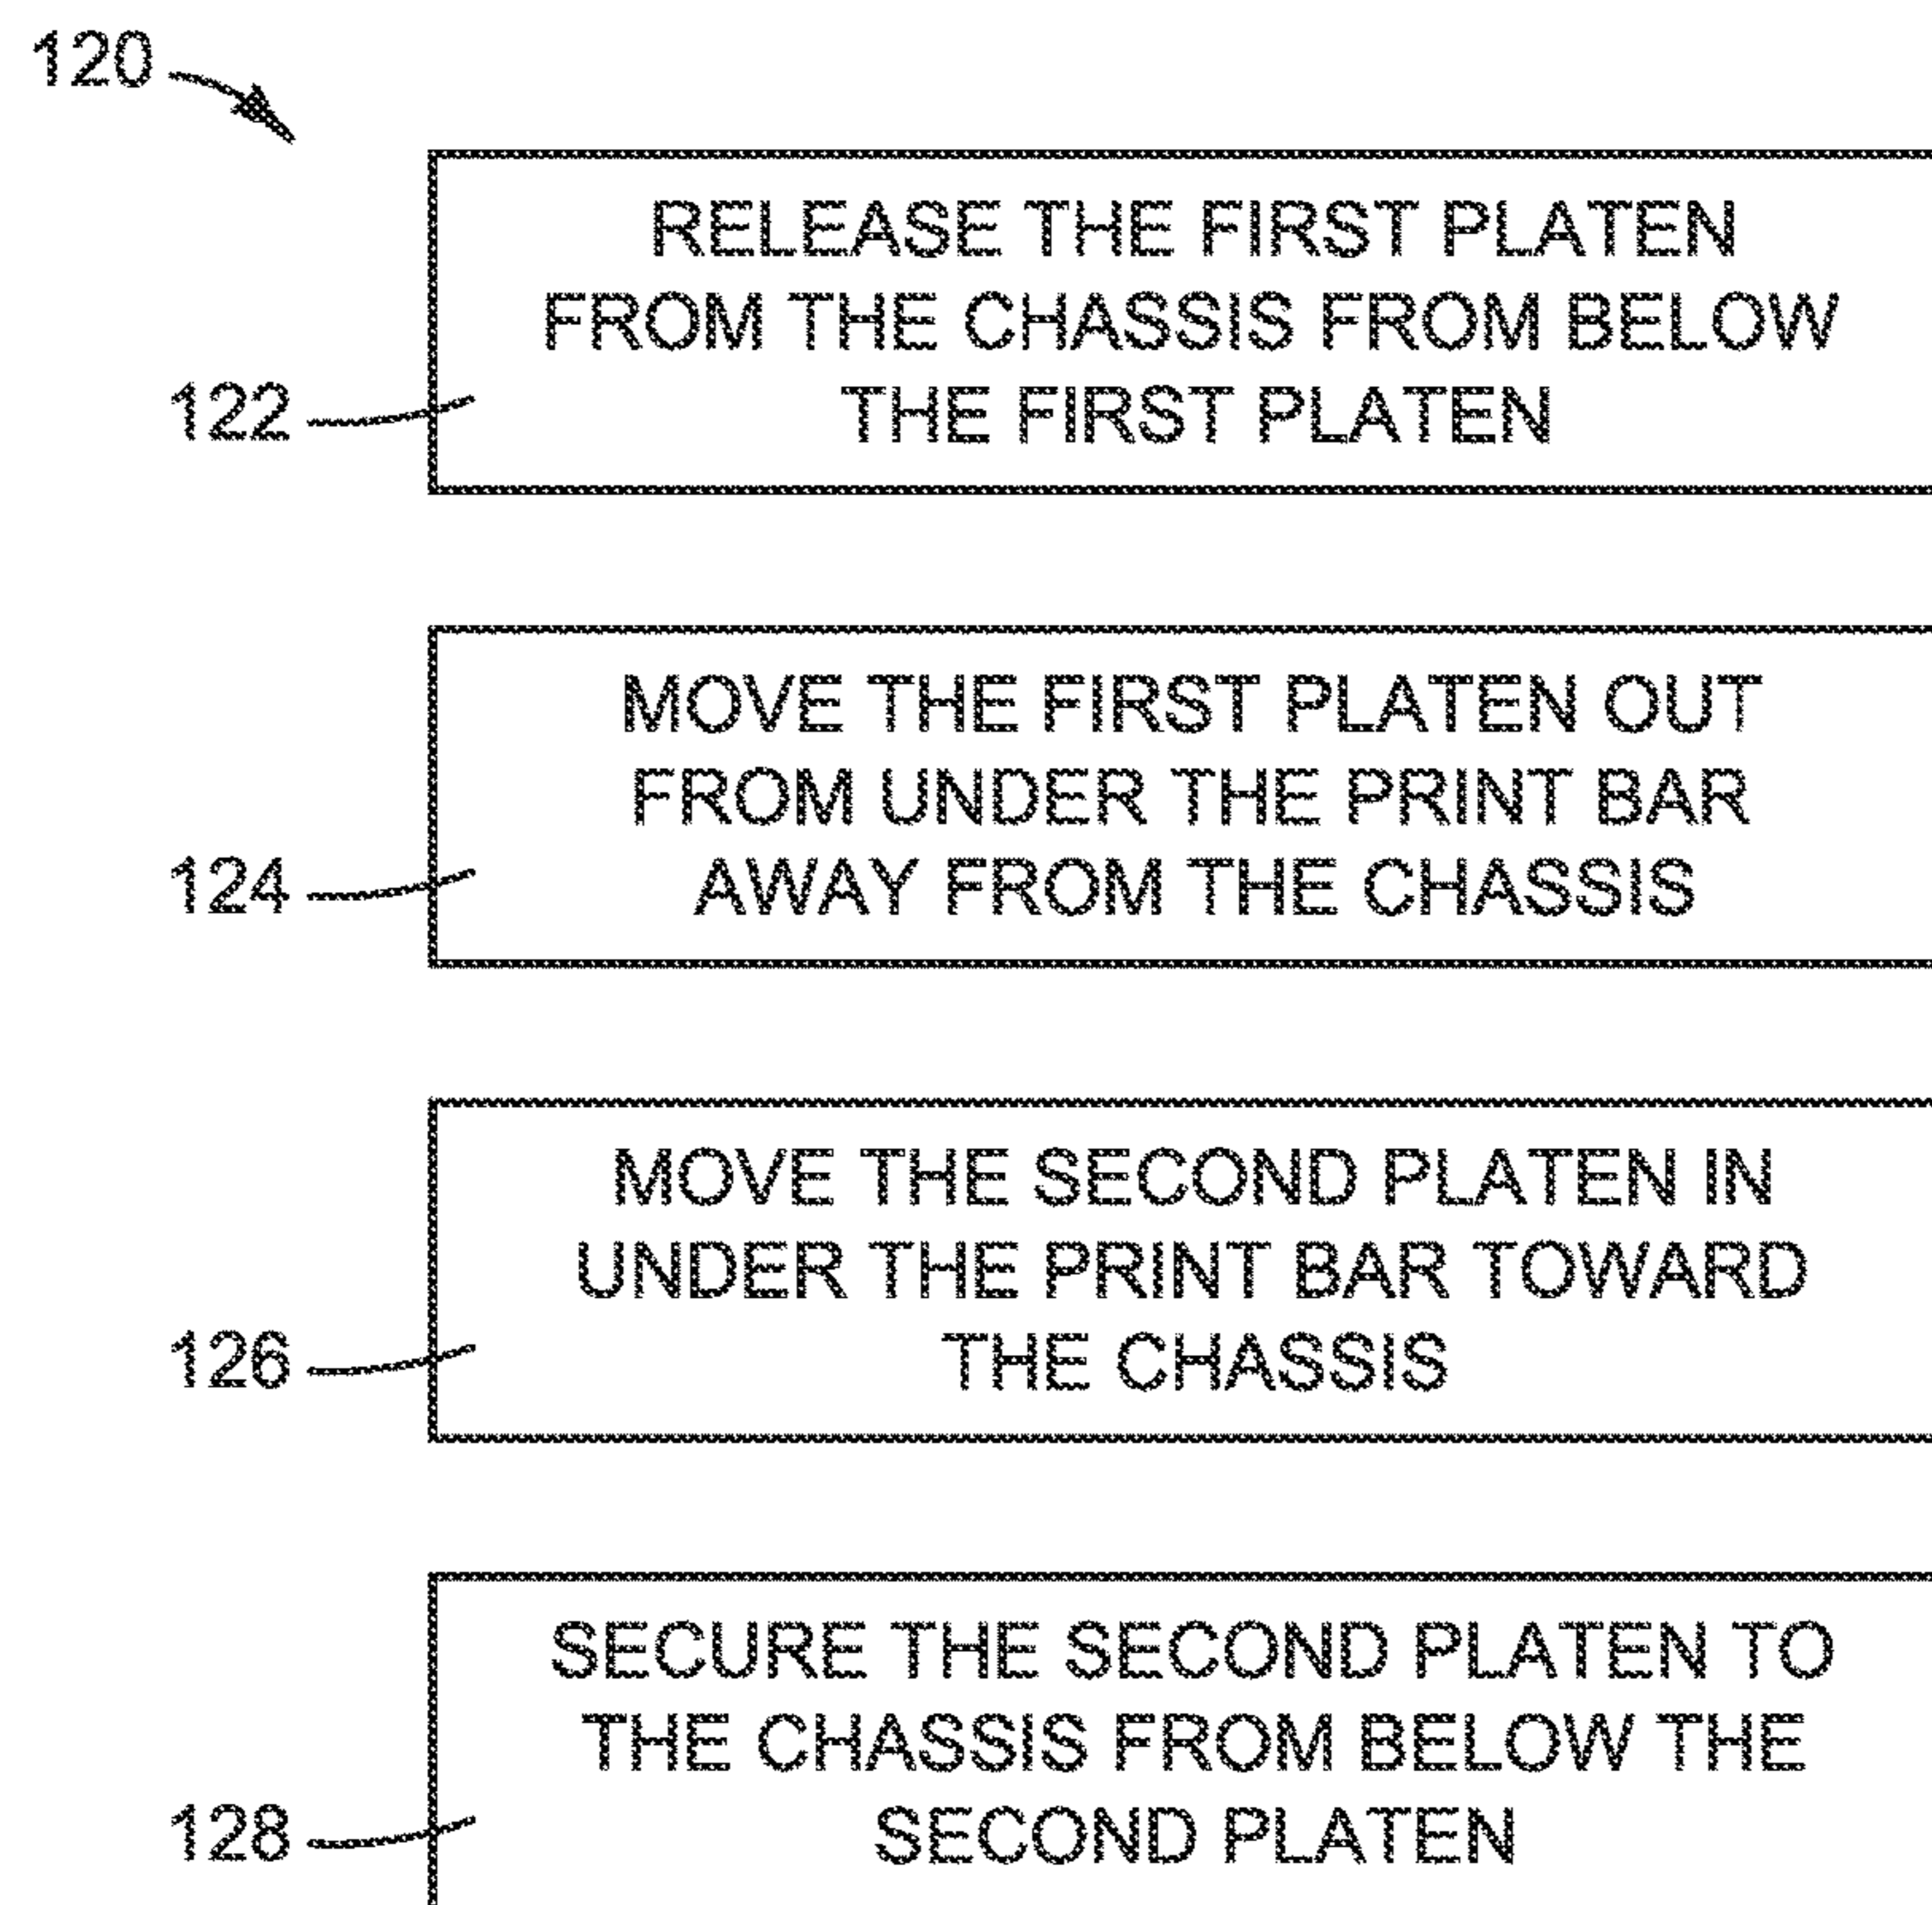 120
RELEASE THE FIRST PLATEN
FROM THE CHASSIS FROM BELOW
122 THE FIRST PLATEN
MOVE THE FIRST PLATEN OUT
FROM UNDER THE PRINT BAR
124 AWAY FROM THE CHASSIS
MOVE THE SECOND PLATEN IN
UNDER THE PRINT BAR TOWARD
126 THE CHASSIS
SECURE THE SECOND PLATEN TO
THE CHASSIS FROM BELOW THE
128 SECOND PLATEN